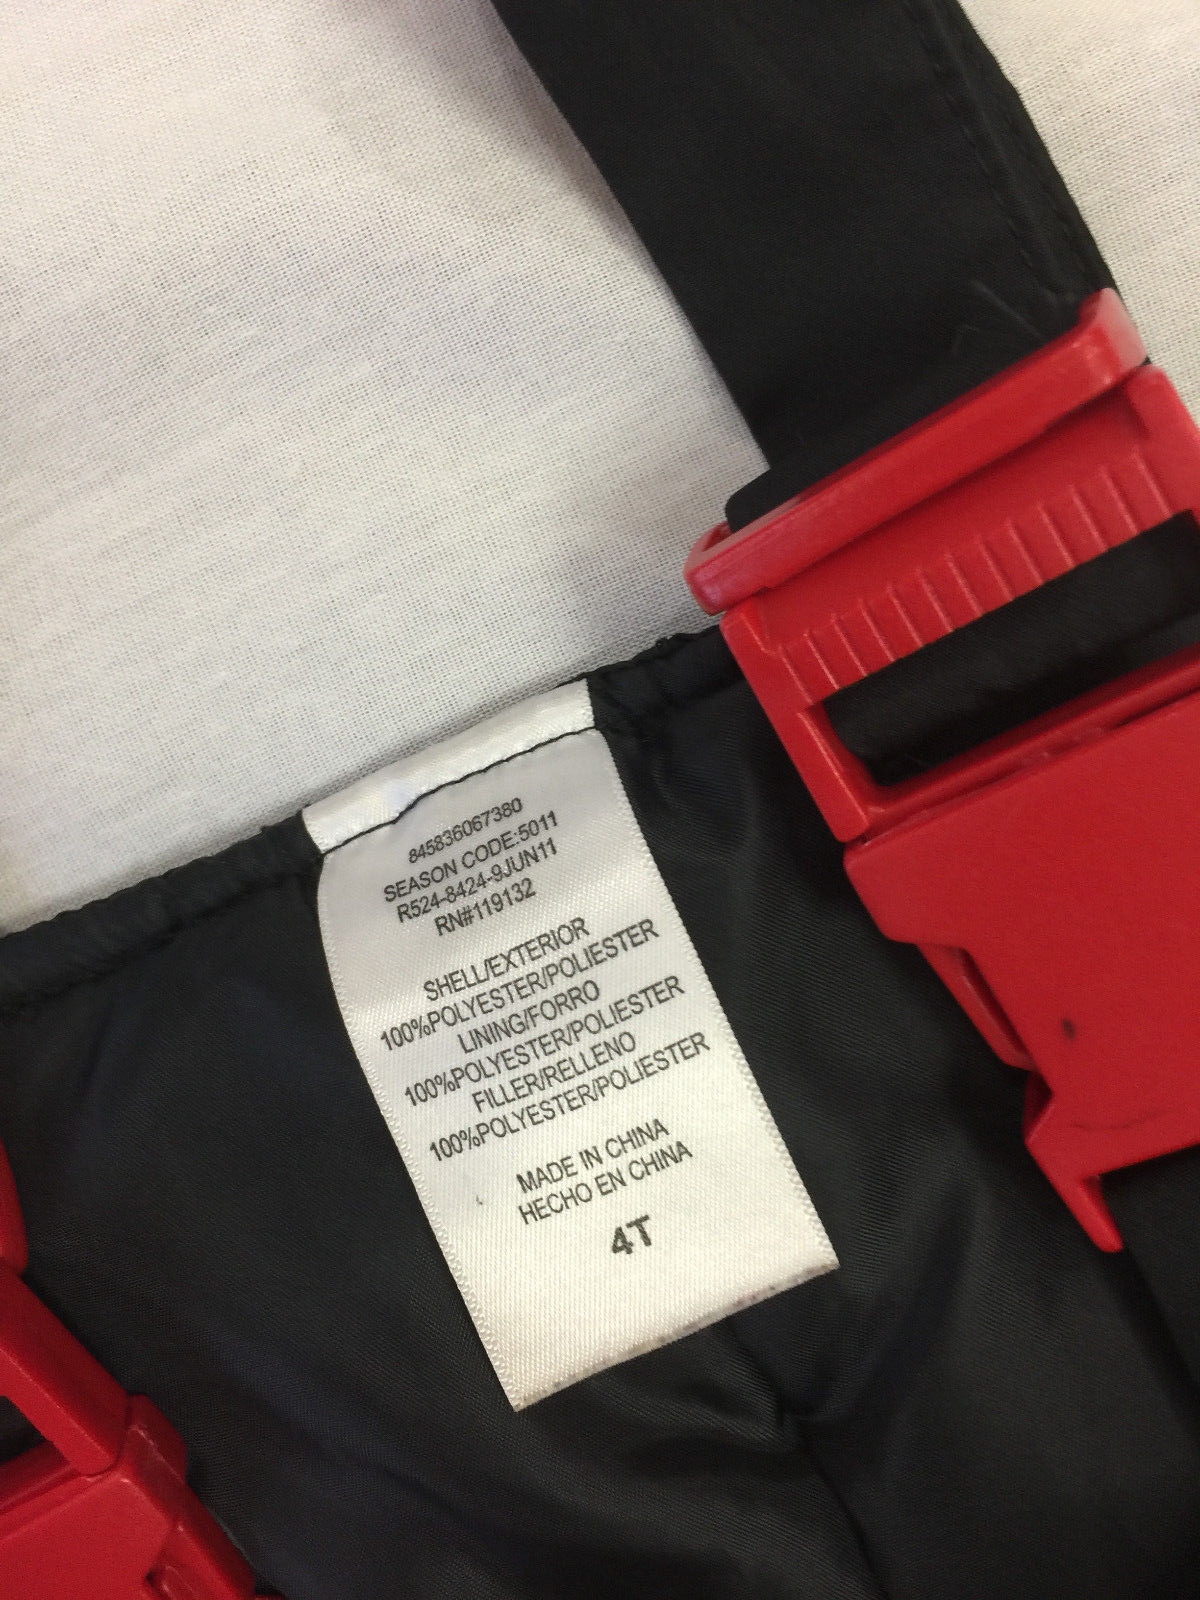 845836067380
SEASON CODE:5011
R524-8424-9JUN11
RN#119132
SHELL/EXTERIOR
100%POLYESTER/POLIESTER
LINING/FORRO
100%POLYESTER/POLIESTER
FILLER/RELLENO
100%POLYESTER/POLIESTER
MADE IN CHINA
HECHO EN CHINA
4T